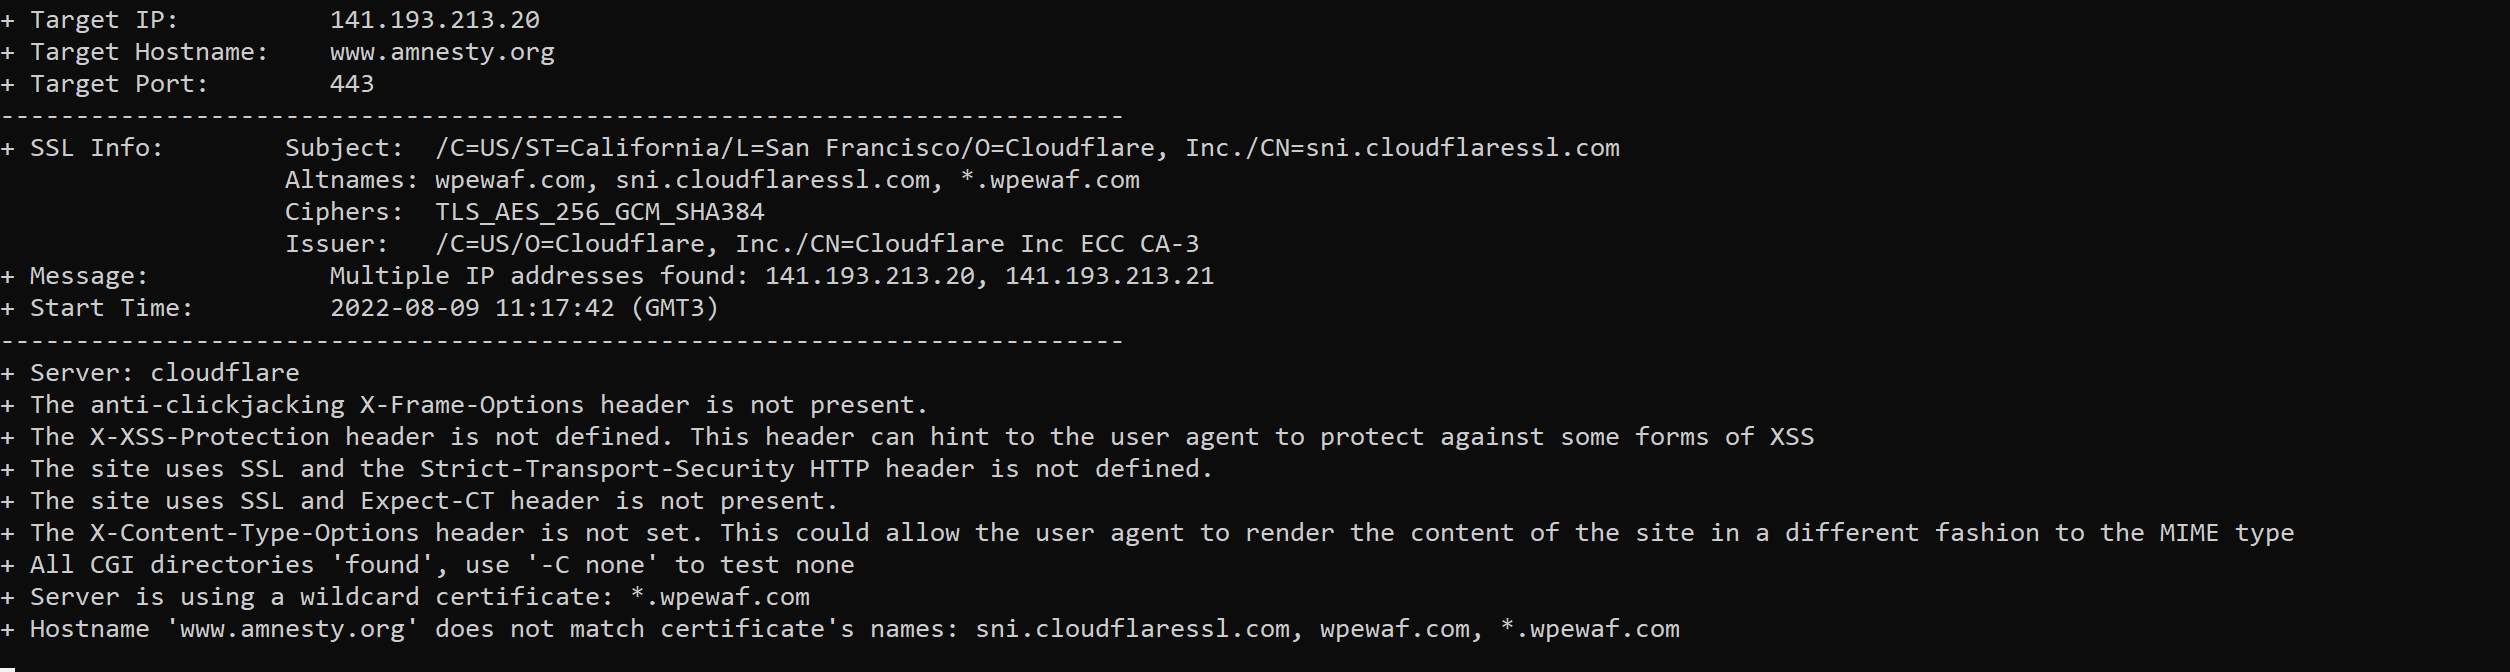 + Target IP:          141.193.213.20
+ Target Hostname:    www.amnesty.org
+ Target Port:        443
---------------------------------------------------------------------------
+ SSL Info:        Subject:  /C=US/ST=California/L=San Francisco/O=Cloudflare, Inc./CN=sni.cloudflaressl.com
                   Altnames: wpewaf.com, sni.cloudflaressl.com, *.wpewaf.com
                   Ciphers:  TLS_AES_256_GCM_SHA384
                   Issuer:   /C=US/O=Cloudflare, Inc./CN=Cloudflare Inc ECC CA-3
+ Message:            Multiple IP addresses found: 141.193.213.20, 141.193.213.21
+ Start Time:         2022-08-09 11:17:42 (GMT3)
---------------------------------------------------------------------------
+ Server: cloudflare
+ The anti-clickjacking X-Frame-Options header is not present.
+ The X-XSS-Protection header is not defined. This header can hint to the user agent to protect against some forms of XSS
+ The site uses SSL and the Strict-Transport-Security HTTP header is not defined.
+ The site uses SSL and Expect-CT header is not present.
+ The X-Content-Type-Options header is not set. This could allow the user agent to render the content of the site in a different fashion to the MIME type
+ All CGI directories 'found', use '-C none' to test none
+ Server is using a wildcard certificate: *.wpewaf.com
+ Hostname 'www.amnesty.org' does not match certificate's names: sni.cloudflaressl.com, wpewaf.com, *.wpewaf.com